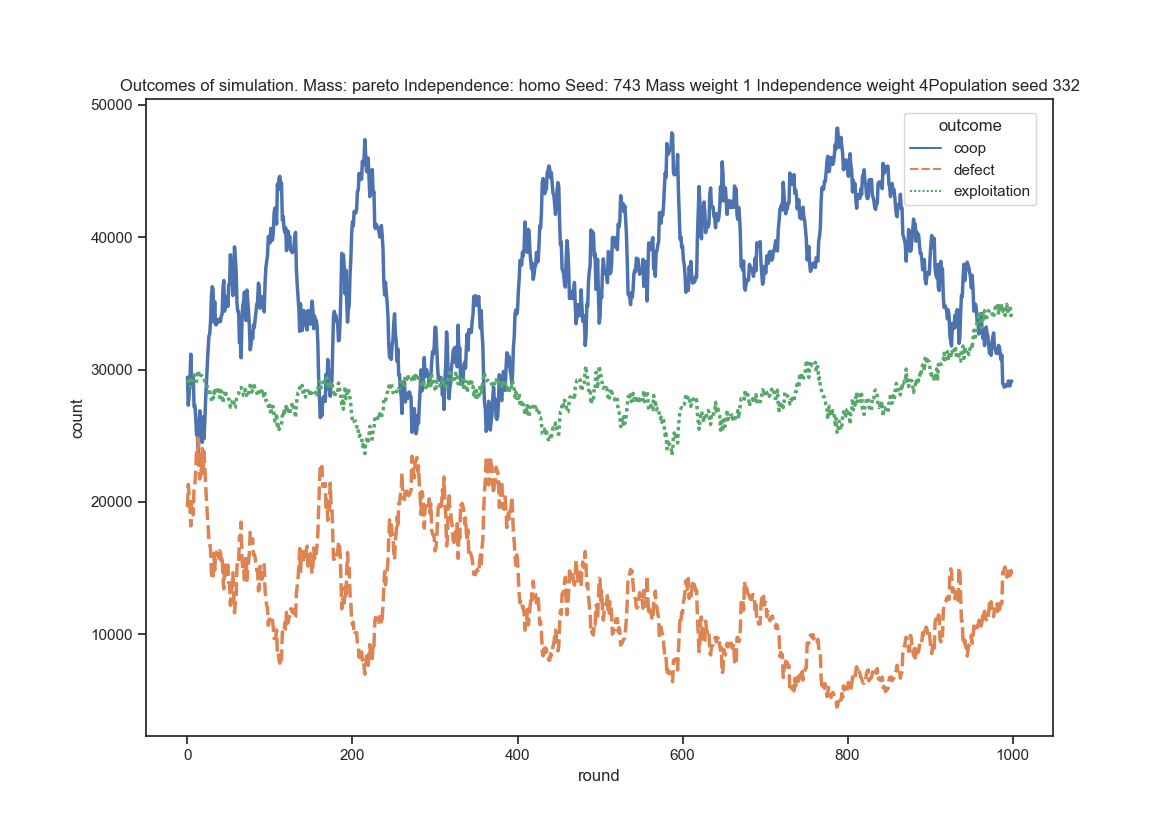 Outcomes of simulation. Mass: pareto Independence: homo Seed: 743 Mass weight 1 Independence weight 4Population seed 332
50000
40000
30000
20000
10000
count
outcome
coop
defect
exploitation
0
200
400
600
800
1000
round